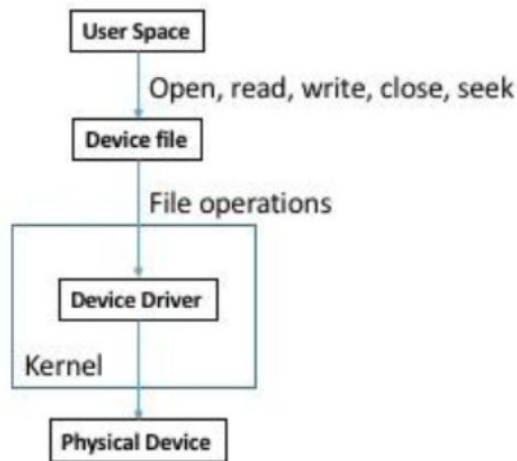 User Space
Open, read, write, close, seek
Device file
File operations
Device Driver
Kernel
Physical Device